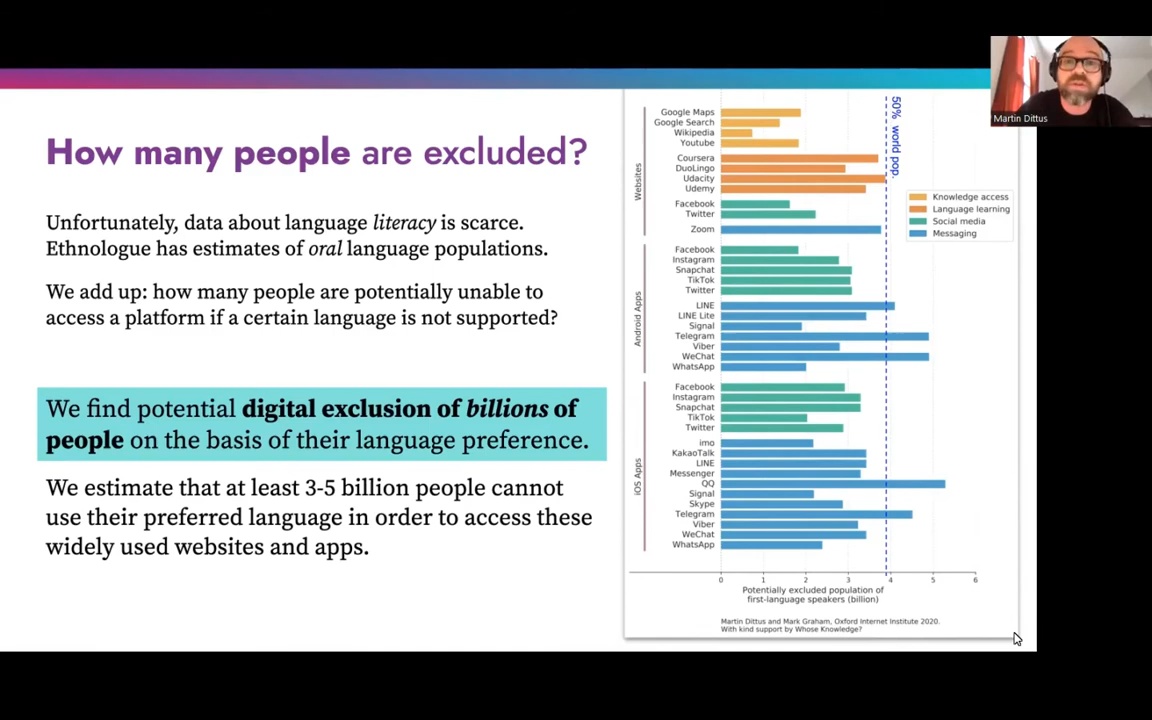 Martin Dittus
How many people are excluded?
Unfortunately, data about language literacy is scarce.
Ethnologue has estimates of oral language populations.
We add up: how many people are potentially unable to
access a platform if a certain language is not supported?
We find potential digital exclusion of billions of
people on the basis of their language preference.
We estimate that at least 3-5 billion people cannot
use their preferred language in order to access these
widely used websites and apps.
50% world pop.
Websites
Google Maps
Google Search
Wikipedia
Youtube
Coursera
DuoLingo
Udacity
Udemy
Facebook
Twitter
Zoom
Knowledge access
Language learning
Social media
Messaging
Android Apps
Facebook
Instagram
Snapchat
TikTok
Twitter
LINE
LINE Lite
Signal
Telegram
Viber
WeChat
WhatsApp
iOS Apps
Facebook
Instagram
Snapchat
TikTok
Twitter
imo
KakaoTalk
LINE
Messenger
QQ
Signal
Skype
Telegram
Viber
WeChat
WhatsApp
0 1 2 3 4 5 6
Potentially excluded population of
first-language speakers (billion)
Martin Dittus and Mark Graham, Oxford Internet Institute 2020.
With kind support by Whose Knowledge?